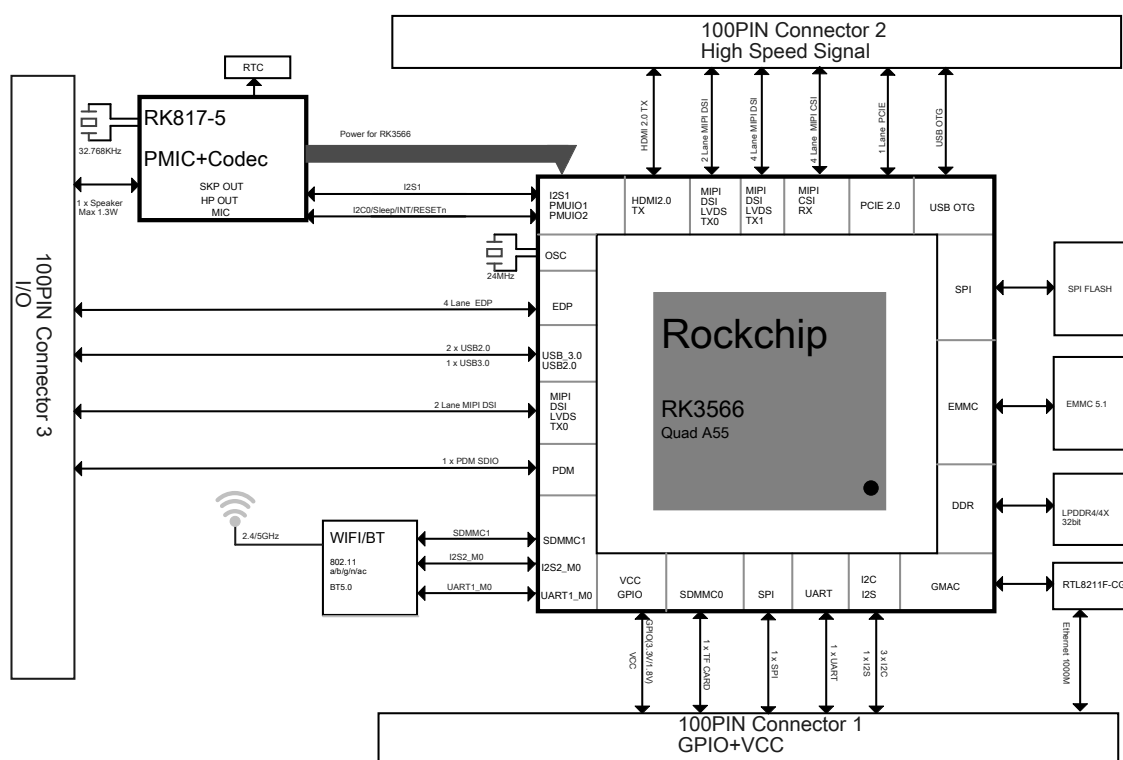 100PIN Connector 2
High Speed Signal
RTC
RK817-5
PMIC+Codec
SKP OUT
HP OUT
MIC
32.768KHz
1 x Speaker
Max 1.3W
Power for RK3566
I2S1
I2C0/Sleep/INT/RESETn
HDMI 2.0 TX
2 Lane MIPI DSI
4 Lane MIPI DSI
4 Lane MIPI CSI
1 Lane PCIE
USB OTG
I2S1
PMUIO1
PMUIO2
HDMI2.0
TX
MIPI
DSI
LVDS
TX0
MIPI
DSI
LVDS
TX1
MIPI
CSI
RX
PCIE 2.0
USB OTG
100PIN Connector 3
I/O
24MHz
OSC
4 Lane EDP
EDP
2 x USB2.0
1 x USB3.0
USB_3.0
USB2.0
2 Lane MIPI DSI
MIPI
DSI
LVDS
TX0
1 x PDM SDIO
PDM
Rockchip
RK3566
Quad A55
SPI
SPI FLASH
EMMC
EMMC 5.1
DDR
LPDDR4/4X
32bit
2.4/5GHz
WIFI/BT
802.11
a/b/g/n/ac
BT5.0
SDMMC1
I2S2_M0
UART1_M0
SDMMC1
I2S2_M0
UART1_M0
VCC
GPIO
SDMMC0
SPI
UART
I2C
I2S
GMAC
RTL8211F-CG
GPIO(3.3V/1.8V)
VCC
1 x TF CARD
1 x SPI
1 x UART
3 x I2C
1 x I2S
Ethernet 1000M
100PIN Connector 1
GPIO+VCC